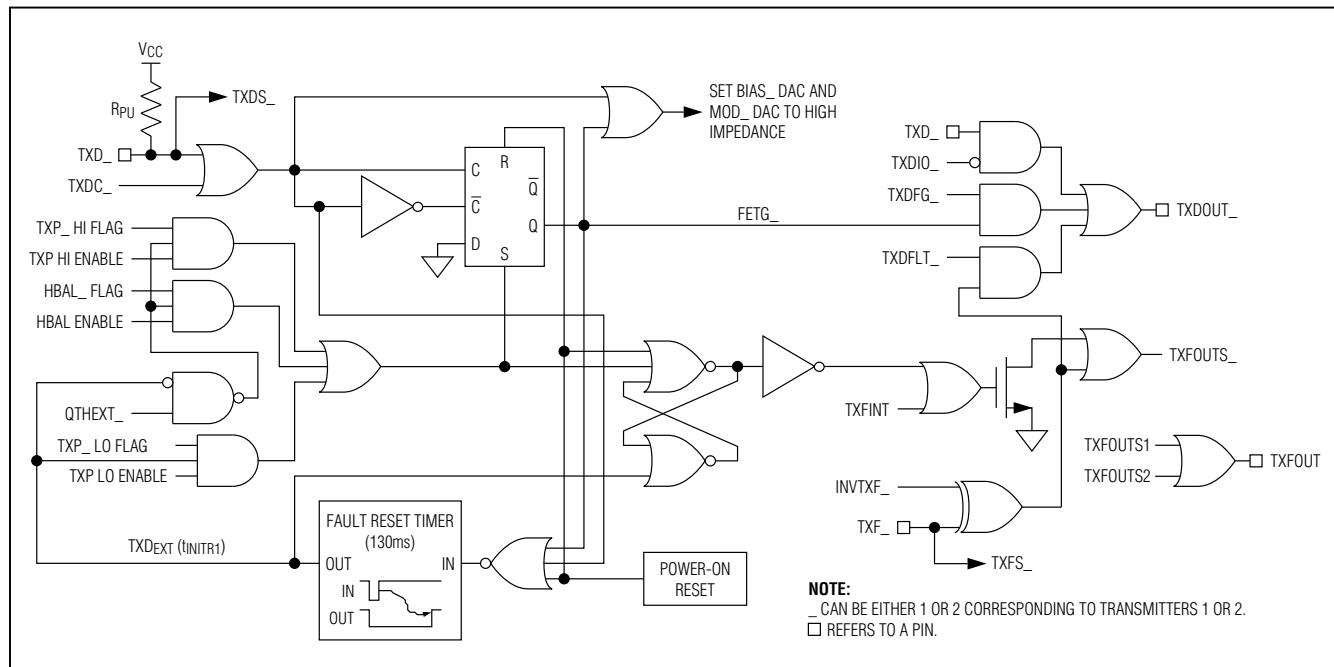 VCC
RPU
TXDS_
TXD_
TXDC_
SET BIAS_ DAC AND
MOD_ DAC TO HIGH
IMPEDANCE
R
C
C̅
D
S
Q̅
Q
FETG_
TXD_
TXDIO_
TXDFG_
TXDFLT_
TXDOUT_
TXP_ HI FLAG
TXP HI ENABLE
HBAL_ FLAG
HBAL ENABLE
QTHEXT_
TXP_ LO FLAG
TXP LO ENABLE
TXFINT
TXFOUTS_
TXFOUTS1
TXFOUTS2
TXFOUT
INVTXF_
TXF_
TXFS_
TXDEXT (tINITR1)
FAULT RESET TIMER
(130ms)
OUT
IN
IN
OUT
POWER-ON
RESET
NOTE:
_ CAN BE EITHER 1 OR 2 CORRESPONDING TO TRANSMITTERS 1 OR 2.
☐ REFERS TO A PIN.